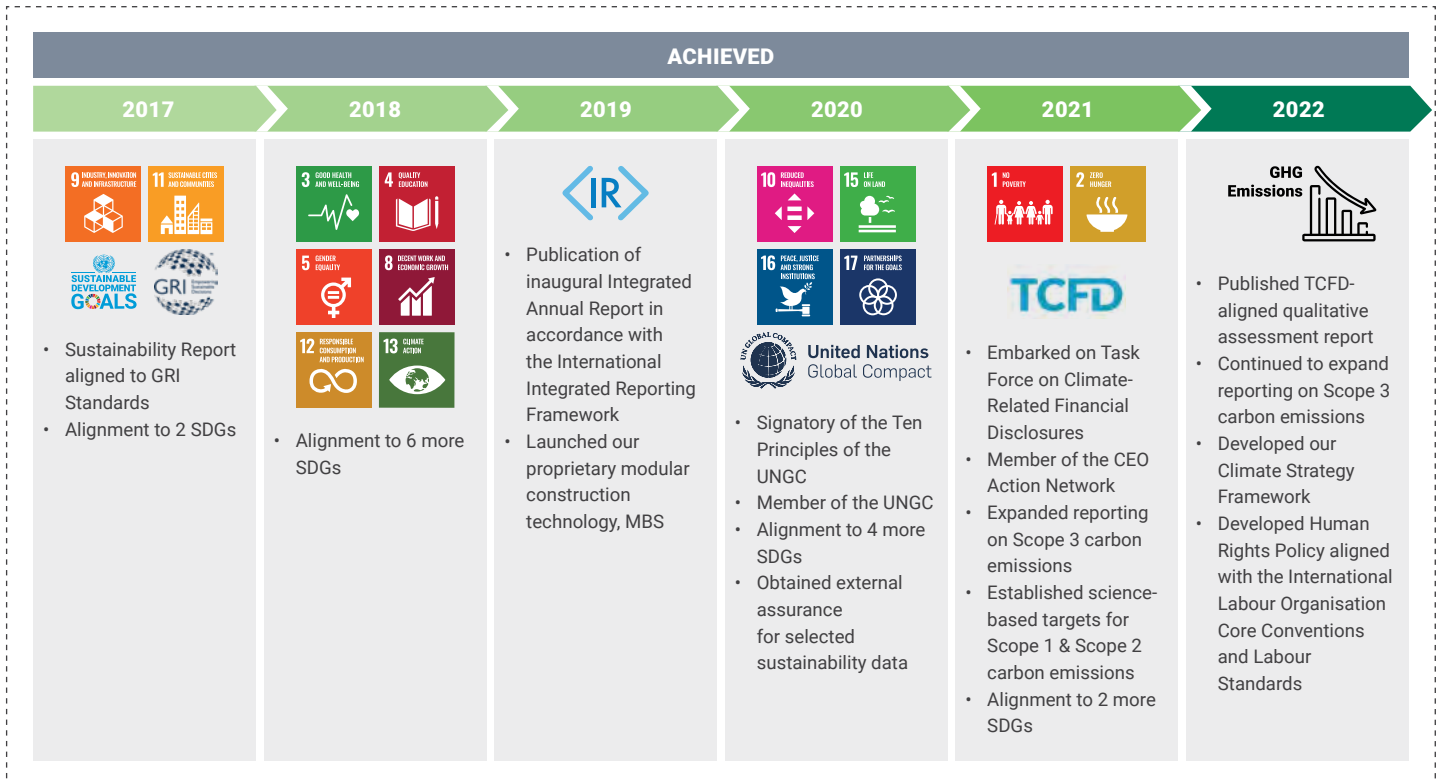 ACHIEVED
2017
2018
2019
2020
2021
2022
9 INDUSTRY, INNOVATION
AND INFRASTRUCTURE
11 SUSTAINABLE CITIES
AND COMMUNITIES
SUSTAINABLE
DEVELOPMENT
GOALS
GRI
• Sustainability Report
aligned to GRI
Standards
• Alignment to 2 SDGs
3 GOOD HEALTH
AND WELL-BEING
4 QUALITY
EDUCATION
5 GENDER
EQUALITY
8 DECENT WORK AND
ECONOMIC GROWTH
12 RESPONSIBLE
CONSUMPTION
AND PRODUCTION
13 CLIMATE
ACTION
• Alignment to 6 more
SDGs
<IR>
• Publication of
inaugural Integrated
Annual Report in
accordance with
the International
Integrated Reporting
Framework
• Launched our
proprietary modular
construction
technology, MBS
10 REDUCED
INEQUALITIES
15 LIFE
ON LAND
16 PEACE, JUSTICE
AND STRONG
INSTITUTIONS
17 PARTNERSHIPS
FOR THE GOALS
UN GLOBAL COMPACT
United Nations
Global Compact
• Signatory of the Ten
Principles of the
UNGC
• Member of the UNGC
• Alignment to 4 more
SDGs
• Obtained external
assurance
for selected
sustainability data
1 NO
POVERTY
2 ZERO
HUNGER
TCFD
• Embarked on Task
Force on Climate-
Related Financial
Disclosures
• Member of the CEO
Action Network
• Expanded reporting
on Scope 3 carbon
emissions
• Established science-
based targets for
Scope 1 & Scope 2
carbon emissions
• Alignment to 2 more
SDGs
GHG
Emissions
• Published TCFD-
aligned qualitative
assessment report
• Continued to expand
reporting on Scope 3
carbon emissions
• Developed our
Climate Strategy
Framework
• Developed Human
Rights Policy aligned
with the International
Labour Organisation
Core Conventions
and Labour
Standards